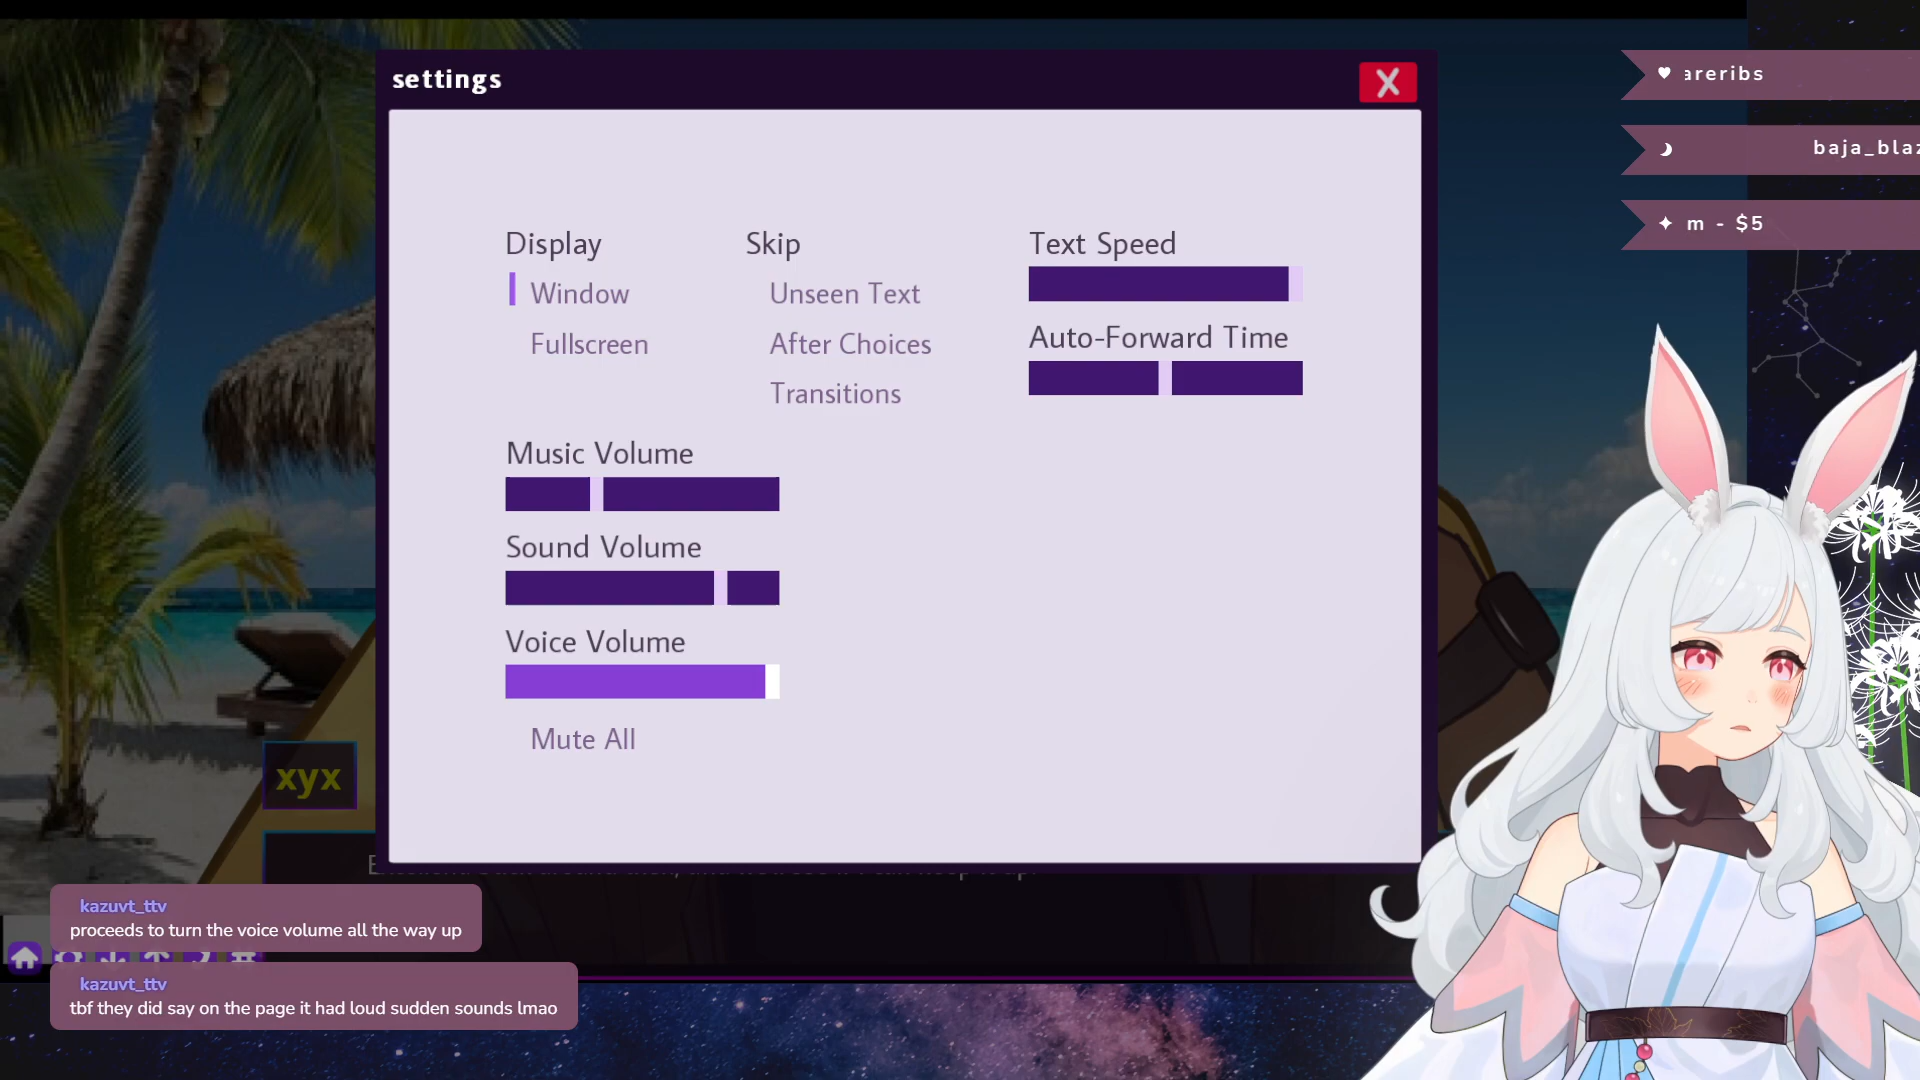 settings
X
areribs
baja_blaz
m - $5
Display
Skip
Text Speed
Window
Unseen Text
Fullscreen
After Choices
Auto-Forward Time
Transitions
Music Volume
Sound Volume
Voice Volume
Mute All
xyx
kazuvt_ttv
proceeds to turn the voice volume all the way up
kazuvt_ttv
tbf they did say on the page it had loud sudden sounds lmao